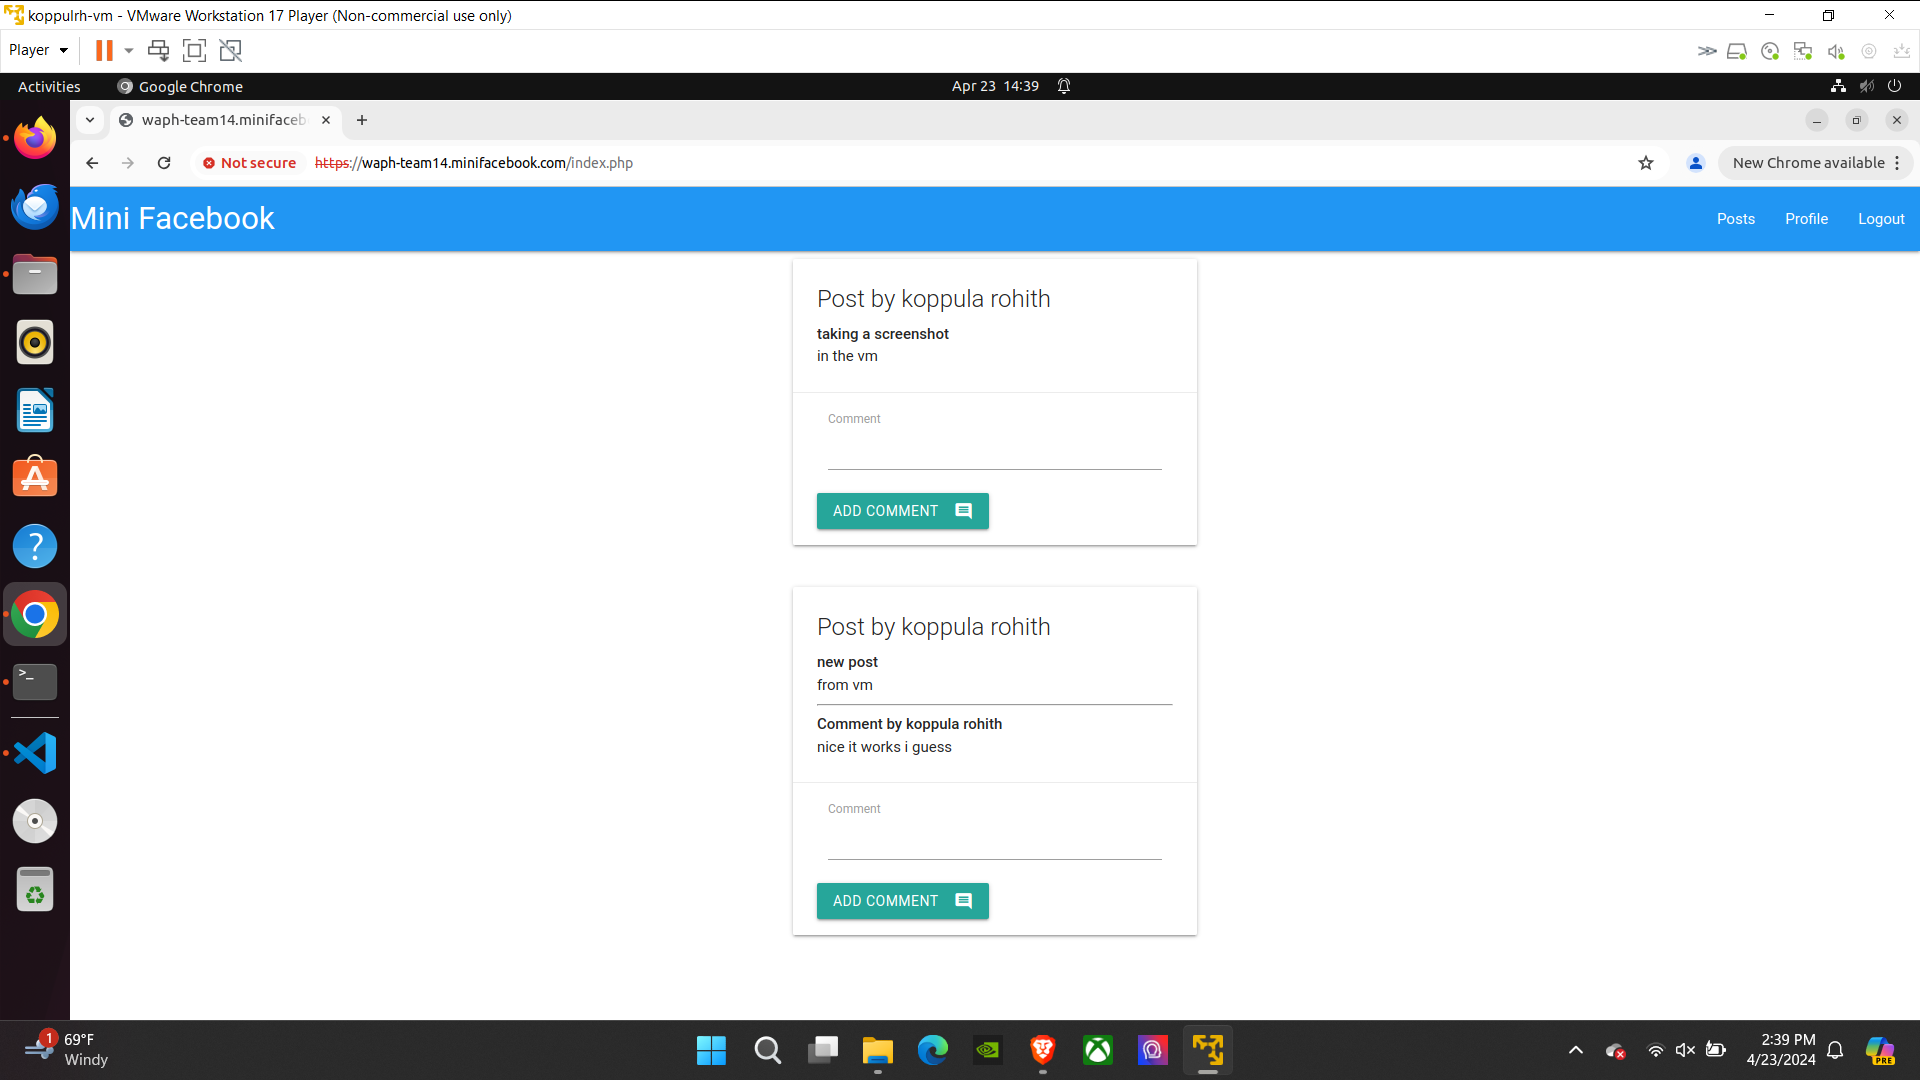 koppulrh-vm - VMware Workstation 17 Player (Non-commercial use only)
Player
Activities
Google Chrome
Apr 23 14:39
waph-team14.minifaceb
Not secure
https://waph-team14.minifacebook.com/index.php
New Chrome available
Mini Facebook
Posts
Profile
Logout
Post by koppula rohith
taking a screenshot
in the vm
Comment
ADD COMMENT
Post by koppula rohith
new post
from vm
Comment by koppula rohith
nice it works i guess
Comment
ADD COMMENT
1
69°F
Windy
2:39 PM
4/23/2024
PRE